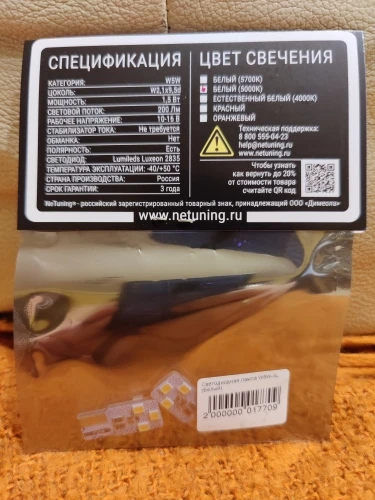 СПЕЦИФИКАЦИЯ
КАТЕГОРИЯ: W5W
ЦОКОЛЬ: W2,1x9,5d
МОЩНОСТЬ: 1,5 Вт
СВЕТОВОЙ ПОТОК: 200 Лм
РАБОЧЕЕ НАПРЯЖЕНИЕ: 10-16 В
СТАБИЛИЗАТОР ТОКА: Не требуется
ОБМАНКА: Нет
ПОЛЯРНОСТЬ: Есть
СВЕТОДИОД: Lumileds Luxeon 2835
ТЕМПЕРАТУРА ЭКСПЛУАТАЦИИ: -40/+50 °C
СТРАНА ПРОИЗВОДСТВА: Россия
СРОК ГАРАНТИИ: 3 года
ЦВЕТ СВЕЧЕНИЯ
БЕЛЫЙ (5700K)
БЕЛЫЙ (5000K)
ЕСТЕСТВЕННЫЙ БЕЛЫЙ (4000K)
КРАСНЫЙ
ОРАНЖЕВЫЙ
Техническая поддержка:
8 800 555-04-23
help@netuning.ru
www.netuning.ru
Чтобы узнать
как вернуть до 20%
от стоимости товара
считайте QR код
NeTuning®- российский зарегистрированный товарный знак, принадлежащий ООО «Димеола»
www.netuning.ru
Светодиодная лампа
(белый)
2 000000 017709